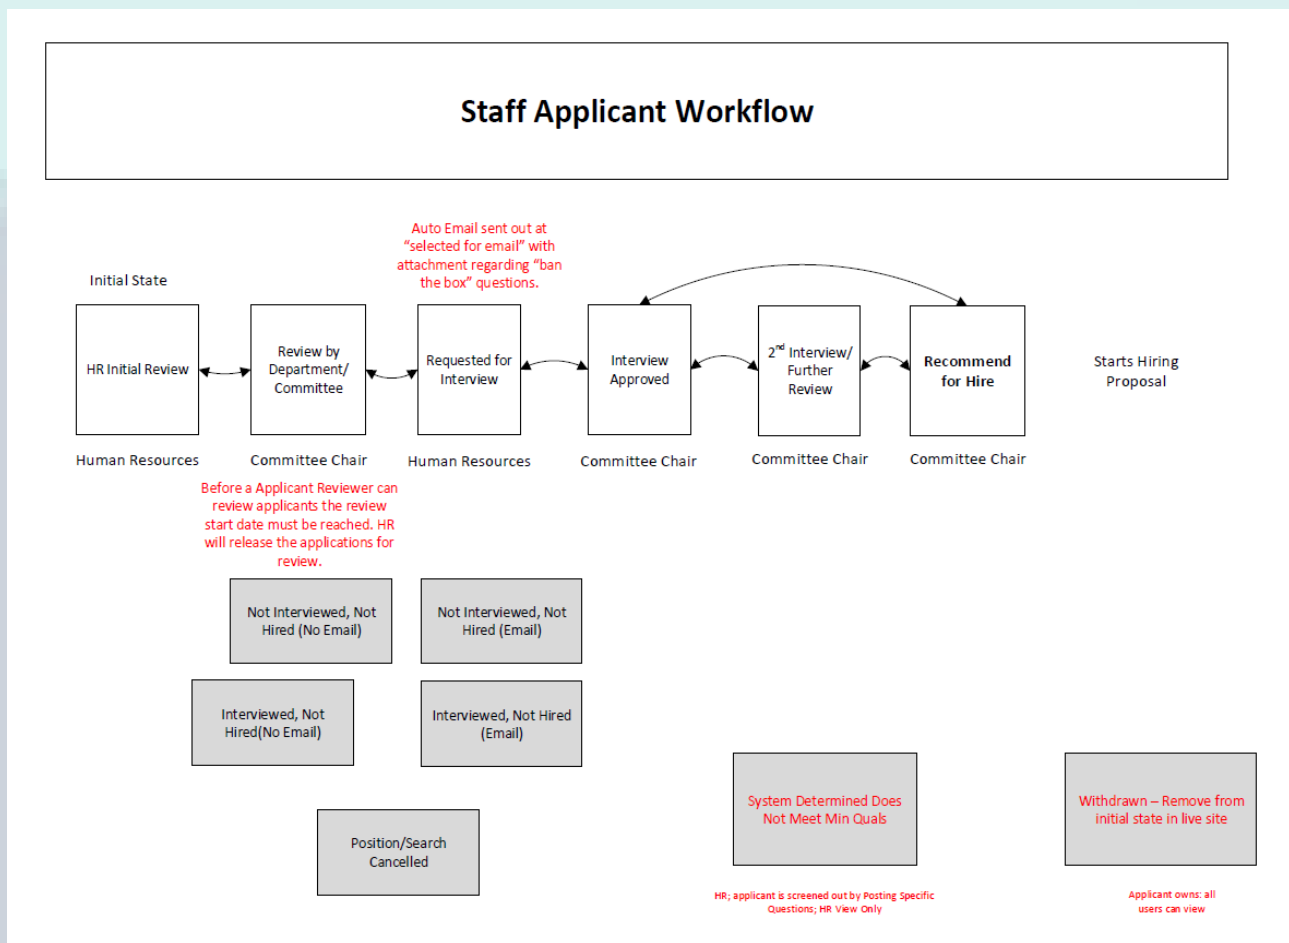 Staff Applicant Workflow
Auto Email sent out at
“selected for email” with
attachment regarding “ban
the box” questions.
Initial State
HR Initial Review
Review by
Department/
Committee
Requested for
Interview
Interview
Approved
2nd Interview/
Further
Review
Recommend
for Hire
Starts Hiring
Proposal
Human Resources
Committee Chair
Human Resources
Committee Chair
Committee Chair
Committee Chair
Before a Applicant Reviewer can
review applicants the review
start date must be reached. HR
will release the applications for
review.
Not Interviewed, Not
Hired (No Email)
Not Interviewed, Not
Hired (Email)
Interviewed, Not
Hired(No Email)
Interviewed, Not Hired
(Email)
Position/Search
Cancelled
System Determined Does
Not Meet Min Quals
Withdrawn – Remove from
initial state in live site
HR; applicant is screened out by Posting Specific
Questions; HR View Only
Applicant owns: all
users can view